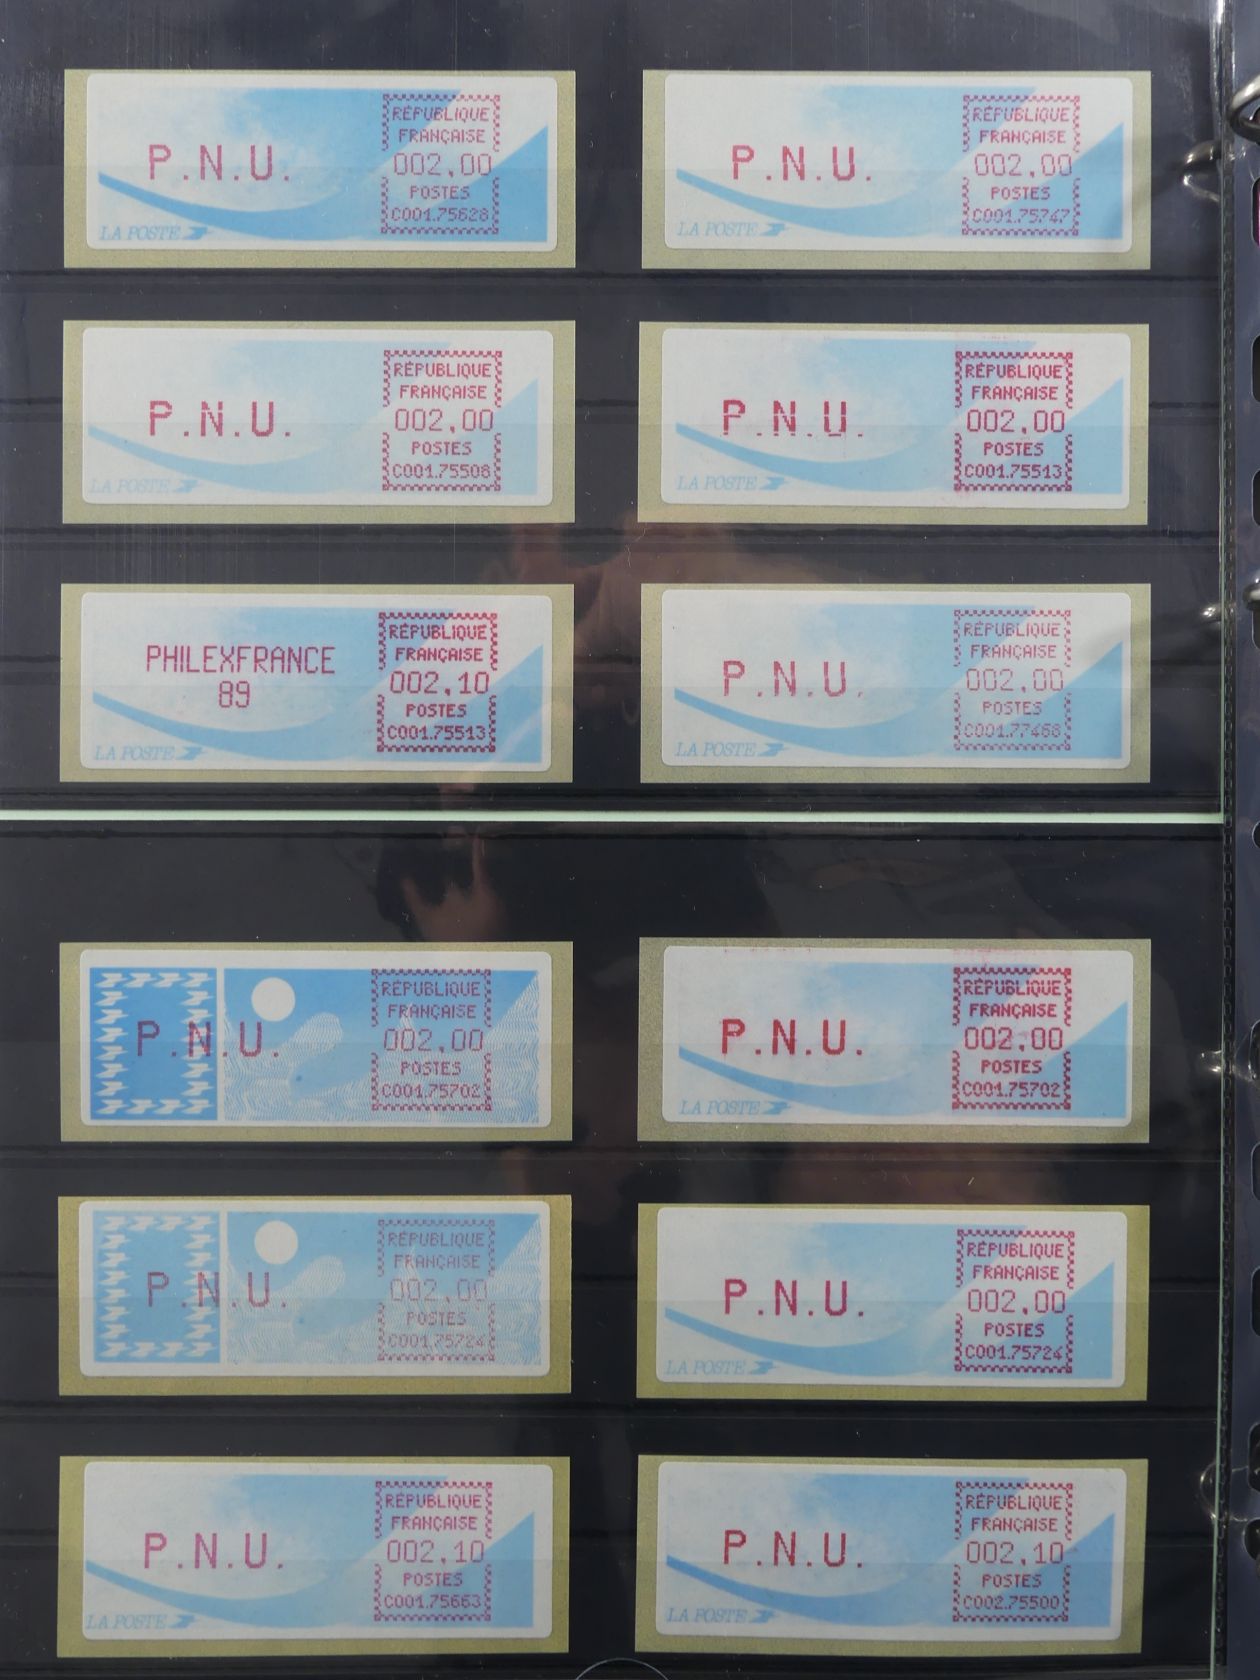 P.N.U.
RÉPUBLIQUE
FRANÇAISE
002,00
POSTES
C001.75628
LA POSTE
P.N.U.
RÉPUBLIQUE
FRANÇAISE
002,00
POSTES
C001.75747
LA POSTE
P.N.U.
RÉPUBLIQUE
FRANÇAISE
002,00
POSTES
C001.75508
LA POSTE
P.N.U.
RÉPUBLIQUE
FRANÇAISE
002,00
POSTES
C001.75513
LA POSTE
PHILEXFRANCE
89
RÉPUBLIQUE
FRANÇAISE
002,10
POSTES
C001.75513
LA POSTE
P.N.U.
RÉPUBLIQUE
FRANÇAISE
002,00
POSTES
C001.77468
LA POSTE
P.N.U.
RÉPUBLIQUE
FRANÇAISE
002,00
POSTES
C001.75702
P.N.U.
RÉPUBLIQUE
FRANÇAISE
002,00
POSTES
C001.75702
LA POSTE
P.N.U.
RÉPUBLIQUE
FRANÇAISE
002,00
POSTES
C001.75724
P.N.U.
RÉPUBLIQUE
FRANÇAISE
002,00
POSTES
C001.75724
LA POSTE
P.N.U.
RÉPUBLIQUE
FRANÇAISE
002,10
POSTES
C001.75663
LA POSTE
P.N.U.
RÉPUBLIQUE
FRANÇAISE
002,10
POSTES
C002.75500
LA POSTE